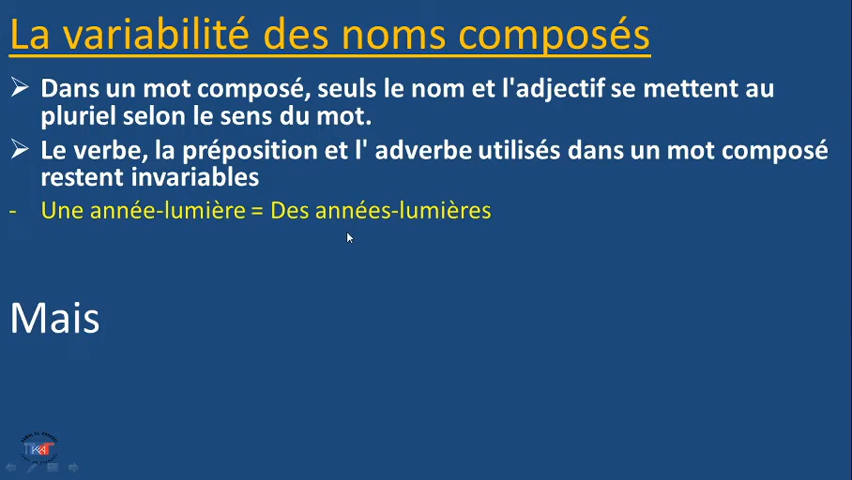 La variabilité des noms composés
➢ Dans un mot composé, seuls le nom et l'adjectif se mettent au
pluriel selon le sens du mot.
➢ Le verbe, la préposition et l' adverbe utilisés dans un mot composé
restent invariables
- Une année-lumière = Des années-lumières
Mais